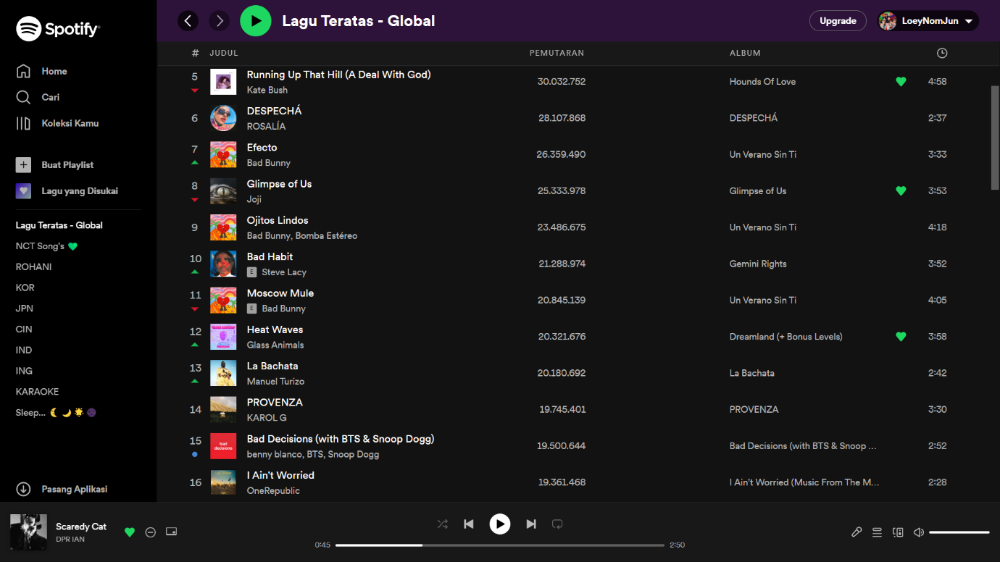 Spotify
Home
Cari
Koleksi Kamu
Buat Playlist
Lagu yang Disukai
Lagu Teratas - Global
NCT Song's 💚
ROHANI
KOR
JPN
CIN
IND
ING
KARAOKE
Sleep... 🌜🌙🌟🌚
Pasang Aplikasi
Lagu Teratas - Global
Upgrade
LoeyNomJun
# JUDUL PEMUTARAN ALBUM
5 Running Up That Hill (A Deal With God) 30.032.752 Hounds Of Love 4:58
Kate Bush
6 DESPECHÁ 28.107.868 DESPECHÁ 2:37
ROSALÍA
7 Efecto 26.359.490 Un Verano Sin Ti 3:33
Bad Bunny
8 Glimpse of Us 25.333.978 Glimpse of Us 3:53
Joji
9 Ojitos Lindos 23.486.675 Un Verano Sin Ti 4:18
Bad Bunny, Bomba Estéreo
10 Bad Habit 21.288.974 Gemini Rights 3:52
E Steve Lacy
11 Moscow Mule 20.845.139 Un Verano Sin Ti 4:05
E Bad Bunny
12 Heat Waves 20.321.676 Dreamland (+ Bonus Levels) 3:58
Glass Animals
13 La Bachata 20.180.692 La Bachata 2:42
Manuel Turizo
14 PROVENZA 19.745.401 PROVENZA 3:30
KAROL G
15 bad decisions Bad Decisions (with BTS & Snoop Dogg) 19.500.644 Bad Decisions (with BTS & Snoop ... 2:52
benny blanco, BTS, Snoop Dogg
16 I Ain't Worried 19.361.468 I Ain't Worried (Music From The M... 2:28
OneRepublic
Scaredy Cat
DPR IAN
0:45 2:50